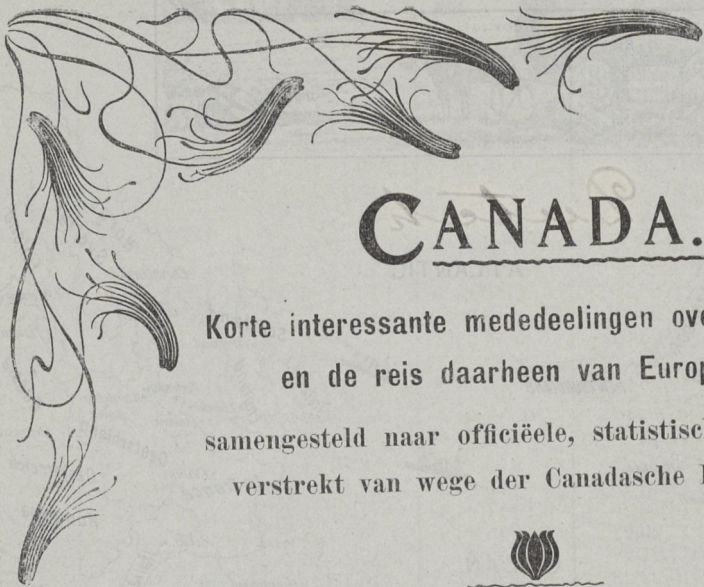 CANADA.
Korte interessante mededeelingen ove
en de reis daarheen van Europ
samengesteld naar officiëele, statistisc
verstrekt van wege der Canadasche